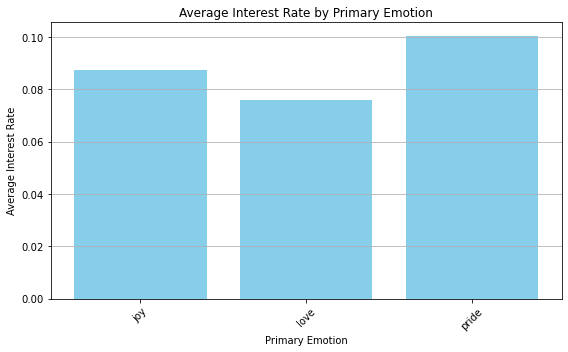 Average Interest Rate by Primary Emotion
Average Interest Rate
0.10
0.08
0.06
0.04
0.02
0.00
joy
love
pride
Primary Emotion